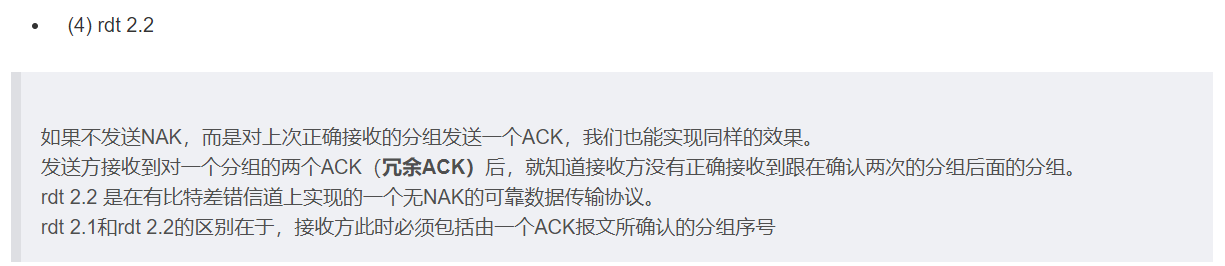 (4) rdt 2.2
如果不发送NAK，而是对上次正确接收的分组发送一个ACK，我们也能实现同样的效果。
发送方接收到对一个分组的两个ACK（冗余ACK）后，就知道接收方没有正确接收到跟在确认两次的分组后面的分组。
rdt 2.2 是在有比特差错信道上实现的一个无NAK的可靠数据传输协议。
rdt 2.1和rdt 2.2的区别在于，接收方此时必须包括由一个ACK报文所确认的分组序号